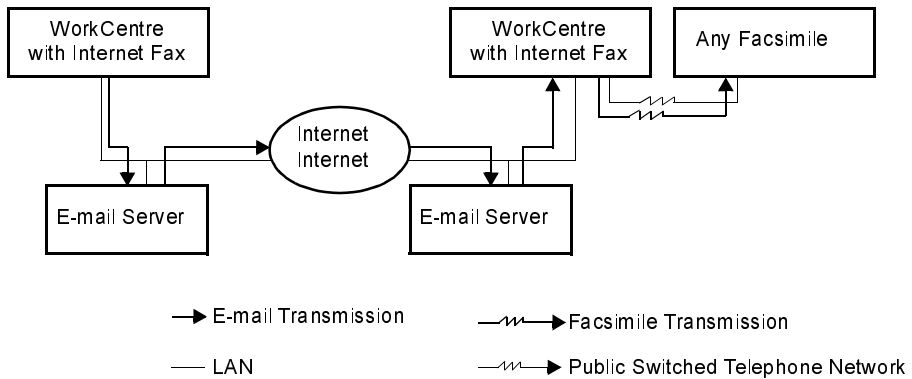 WorkCentre
with Internet Fax
WorkCentre
with Internet Fax
Any Facsimile
Internet
Internet
E-mail Server
E-mail Server
E-mail Transmission
Facsimile Transmission
LAN
Public Switched Telephone Network